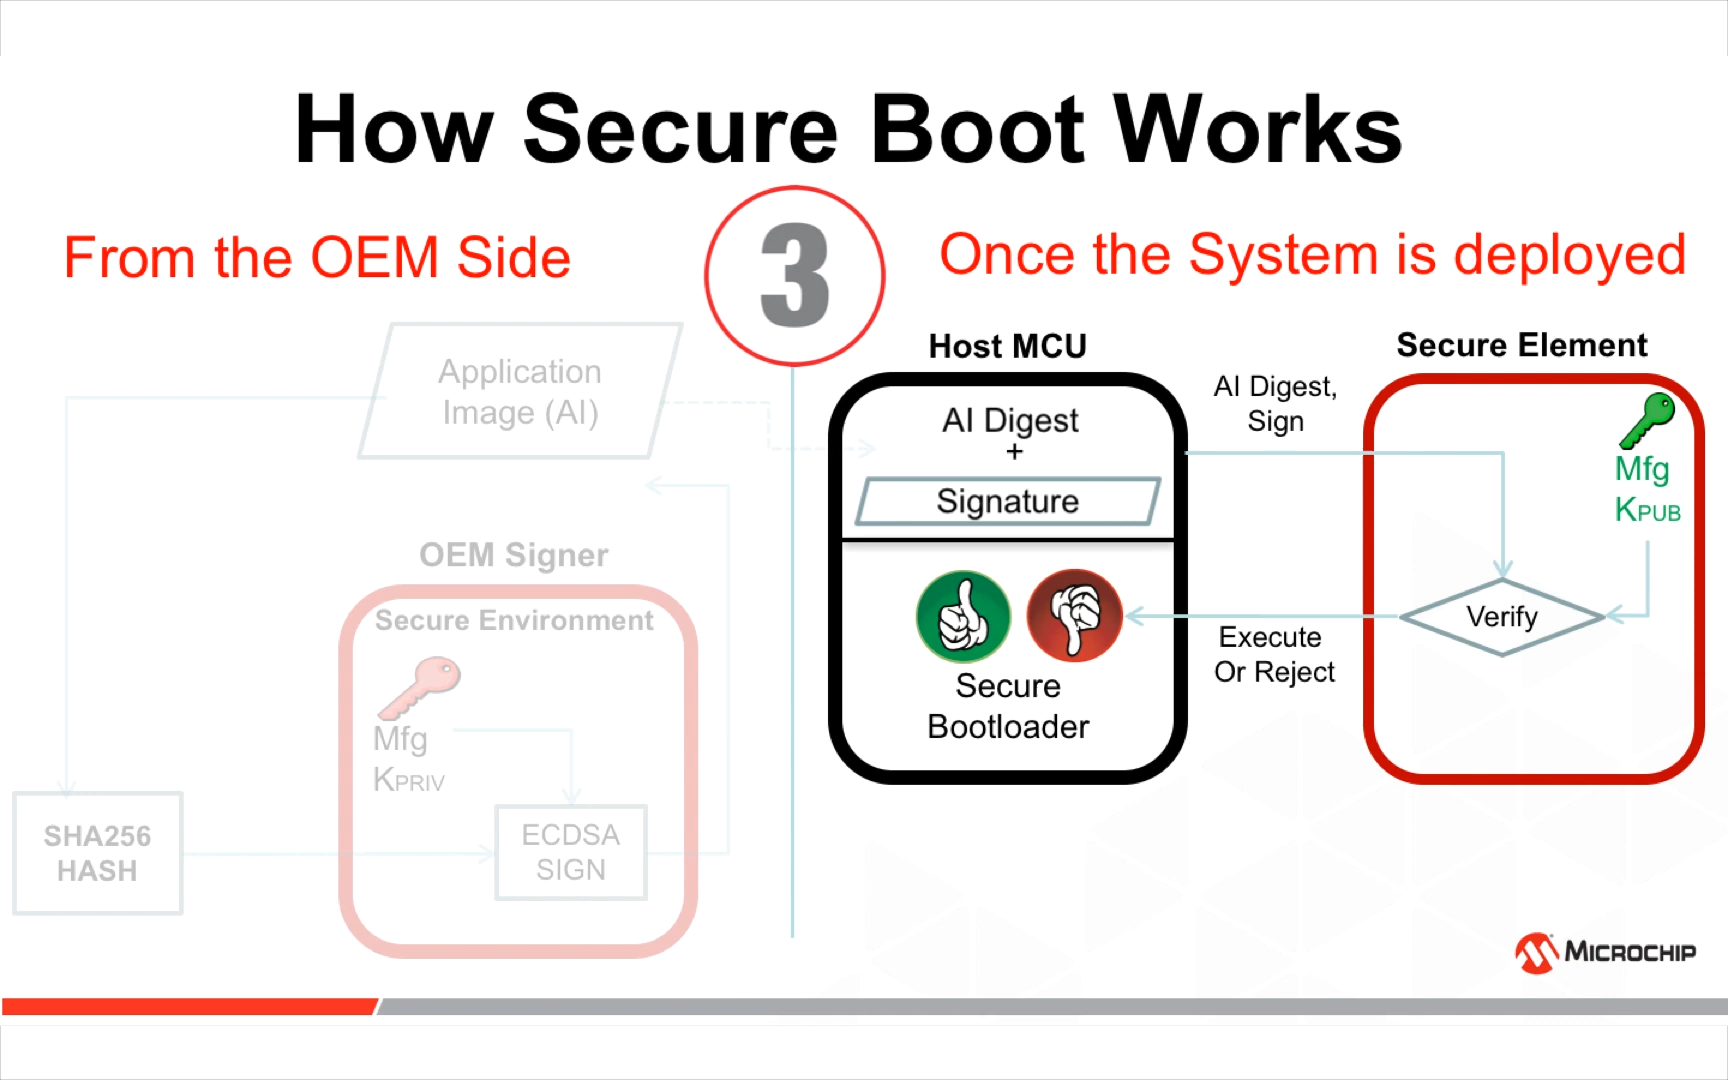 How Secure Boot Works
From the OEM Side
3
Once the System is deployed
Application
Image (AI)
OEM Signer
Secure Environment
Mfg
KPRIV
SHA256
HASH
ECDSA
SIGN
Host MCU
AI Digest
+
Signature
Secure
Bootloader
AI Digest,
Sign
Execute
Or Reject
Secure Element
Mfg
KPUB
Verify
MICROCHIP